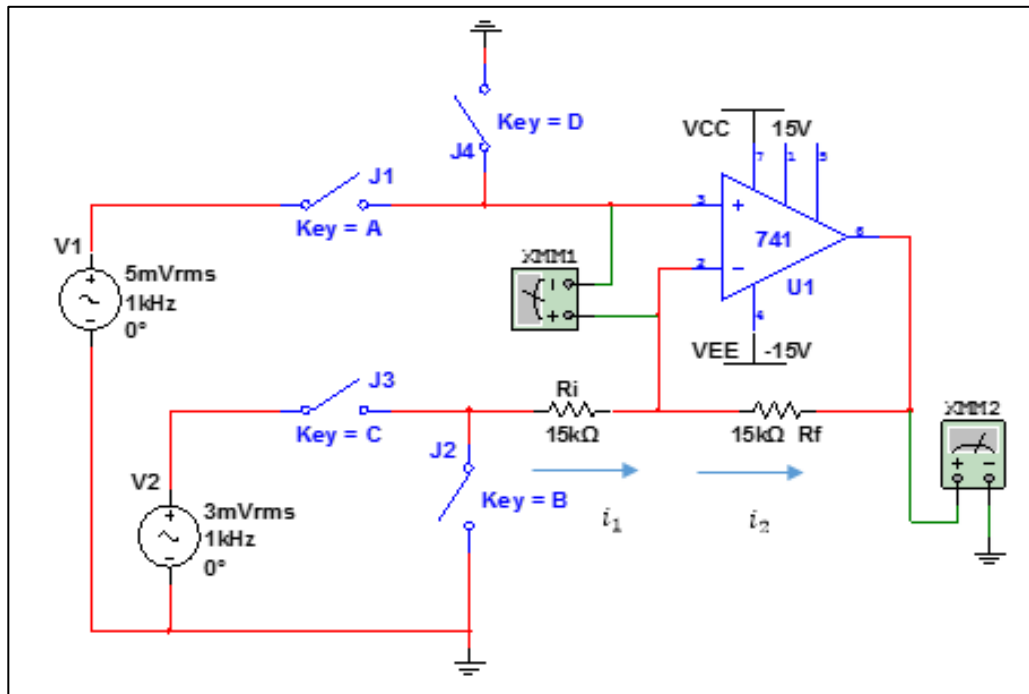 Key = D
J4
VCC 15V
7 1 5
J1
Key = A
3 +
741
6
2 −
U1
4
VEE -15V
V1
5mVrms
1kHz
0°
XMM1
J3
Key = C
J2
Key = B
Ri
15kΩ
15kΩ Rf
XMM2
V2
3mVrms
1kHz
0°
i1 i2